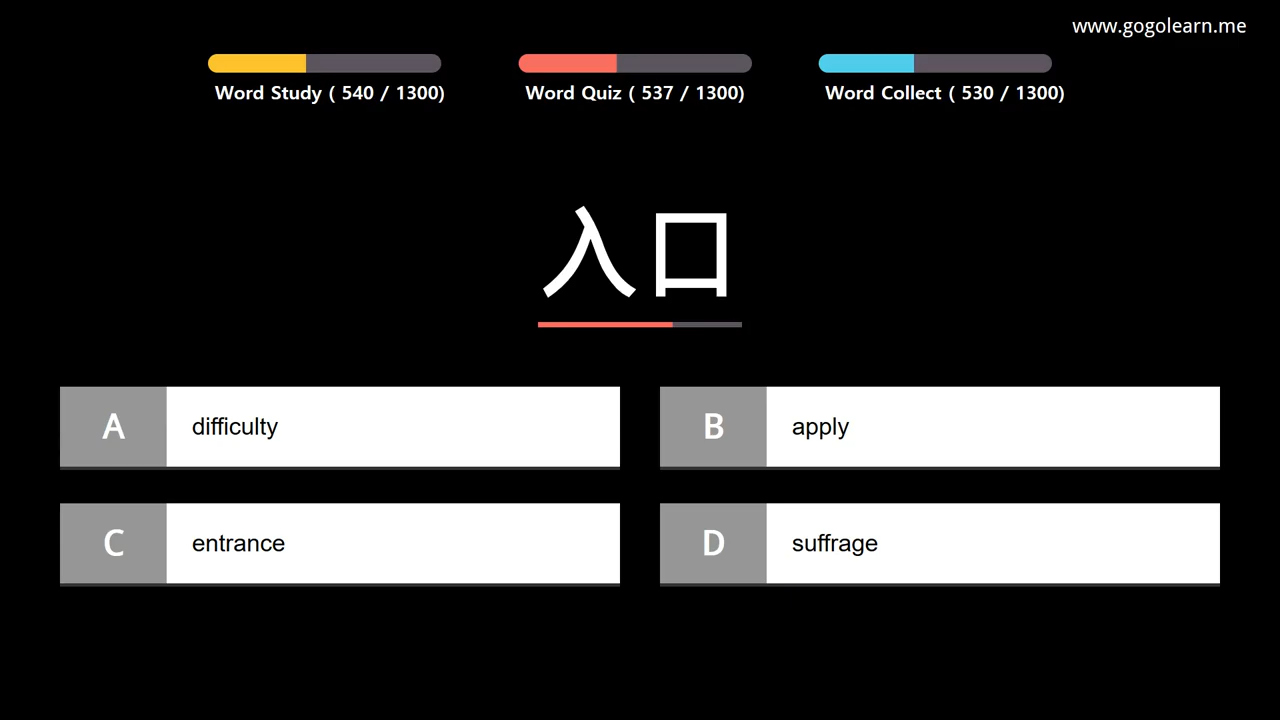 www.gogolearn.me
Word Study ( 540 / 1300)
Word Quiz ( 537 / 1300)
Word Collect ( 530 / 1300)
入口
A difficulty
B apply
C entrance
D suffrage